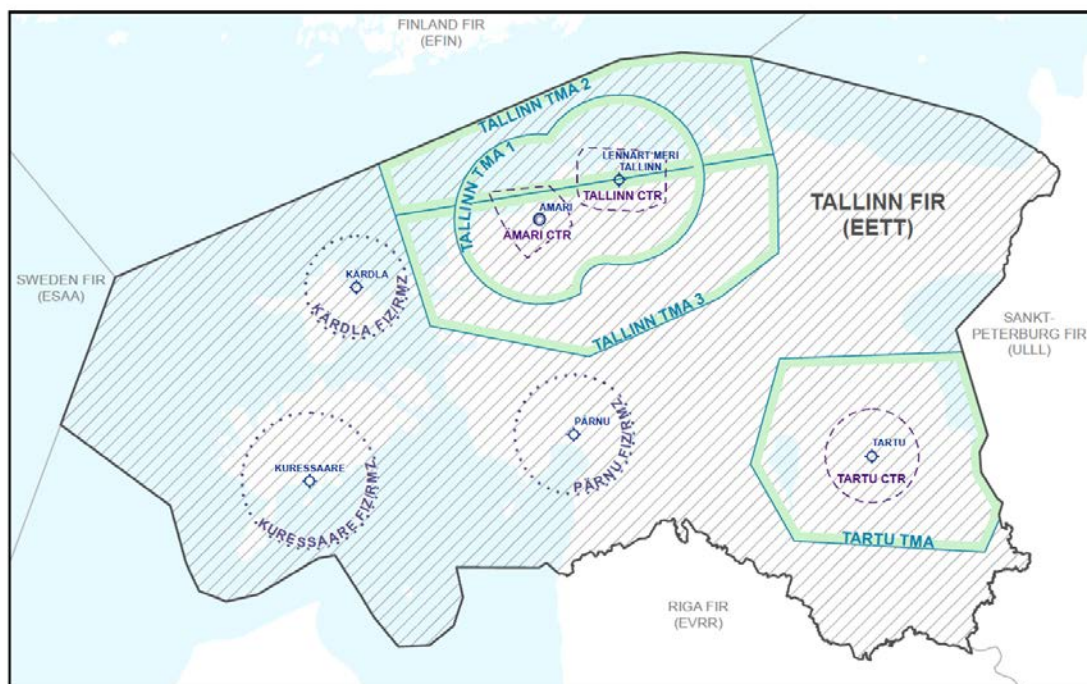 FINLAND FIR
(EFIN)
TALLINN TMA 2
TALLINN TMA 1
LENNART MERI
TALLINN
TALLINN CTR
ÄMARI
ÄMARI CTR
TALLINN FIR
(EETT)
SWEDEN FIR
(ESAA)
KÄRDLA
KÄRDLA FIZ/RMZ
TALLINN TMA 3
SANKT-
PETERBURG FIR
(ULLL)
PÄRNU
PÄRNU FIZ/RMZ
KURESSAARE
KURESSAARE FIZ/RMZ
TARTU
TARTU CTR
TARTU TMA
RIGA FIR
(EVRR)